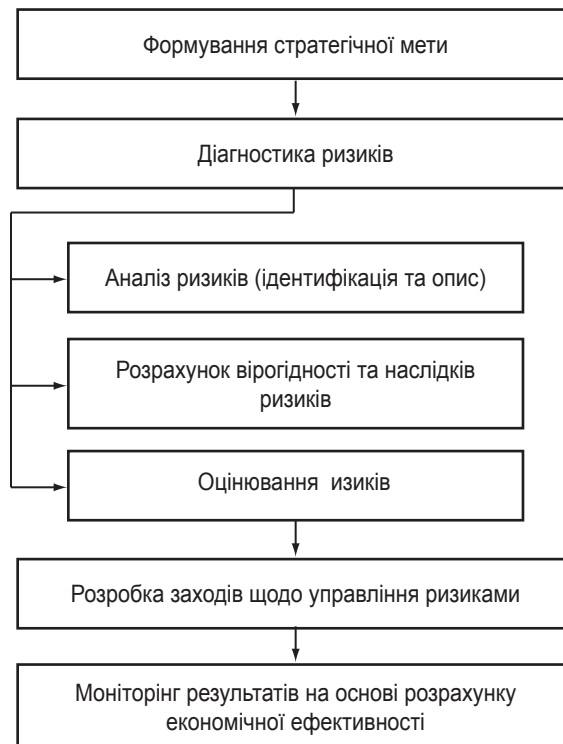 Формування стратегічної мети
Діагностика ризиків
Аналіз ризиків (ідентифікація та опис)
Розрахунок вірогідності та наслідків
ризиків
Оцінювання изиків
Розробка заходів щодо управління ризиками
Моніторінг результатів на основі розрахунку
економічної ефективності